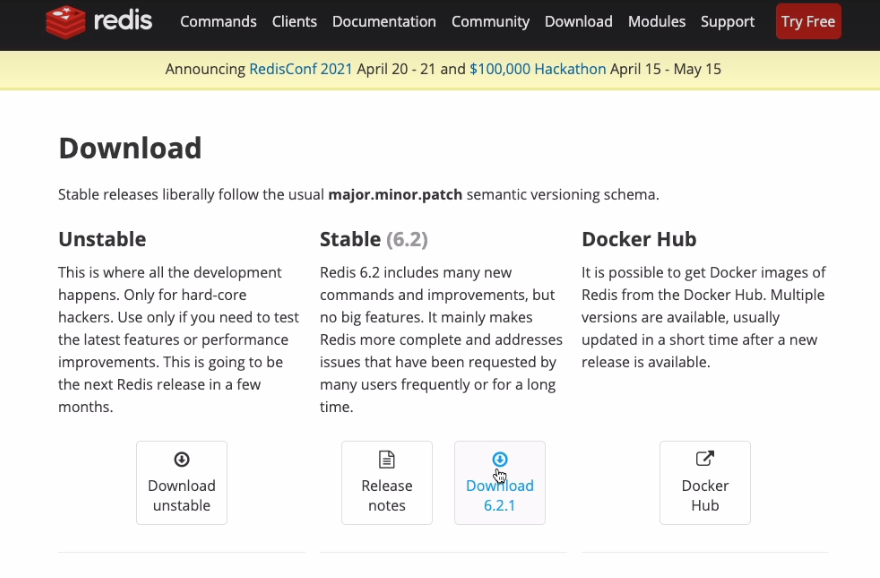 redis Commands Clients Documentation Community Download Modules Support Try Free
Announcing RedisConf 2021 April 20 - 21 and $100,000 Hackathon April 15 - May 15
Download
Stable releases liberally follow the usual major.minor.patch semantic versioning schema.
Unstable
This is where all the development
happens. Only for hard-core
hackers. Use only if you need to test
the latest features or performance
improvements. This is going to be
the next Redis release in a few
months.
Download
unstable
Stable (6.2)
Redis 6.2 includes many new
commands and improvements, but
no big features. It mainly makes
Redis more complete and addresses
issues that have been requested by
many users frequently or for a long
time.
Release
notes
Download
6.2.1
Docker Hub
It is possible to get Docker images of
Redis from the Docker Hub. Multiple
versions are available, usually
updated in a short time after a new
release is available.
Docker
Hub